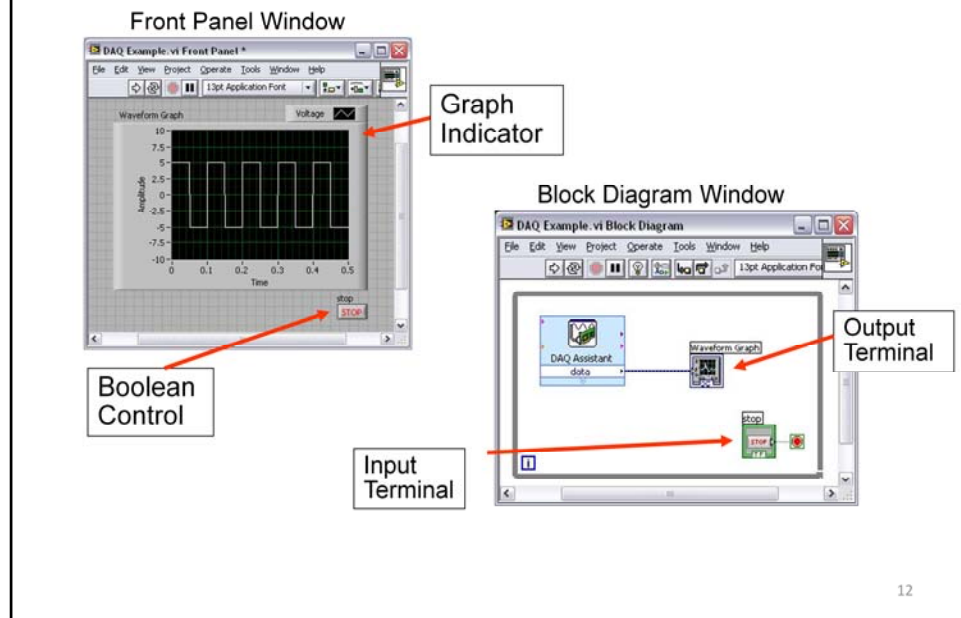 Front Panel Window
DAQ Example.vi Front Panel *
File Edit View Project Operate Tools Window Help
13pt Application Font
Waveform Graph
Voltage
10
7.5
5
2.5
0
-2.5
-5
-7.5
-10
Amplitude
0 0.1 0.2 0.3 0.4 0.5
Time
stop
STOP
Graph
Indicator
Boolean
Control
Block Diagram Window
DAQ Example.vi Block Diagram
File Edit View Project Operate Tools Window Help
13pt Application
DAQ Assistant
data
Waveform Graph
stop
STOP
TF
i
Output
Terminal
Input
Terminal
12